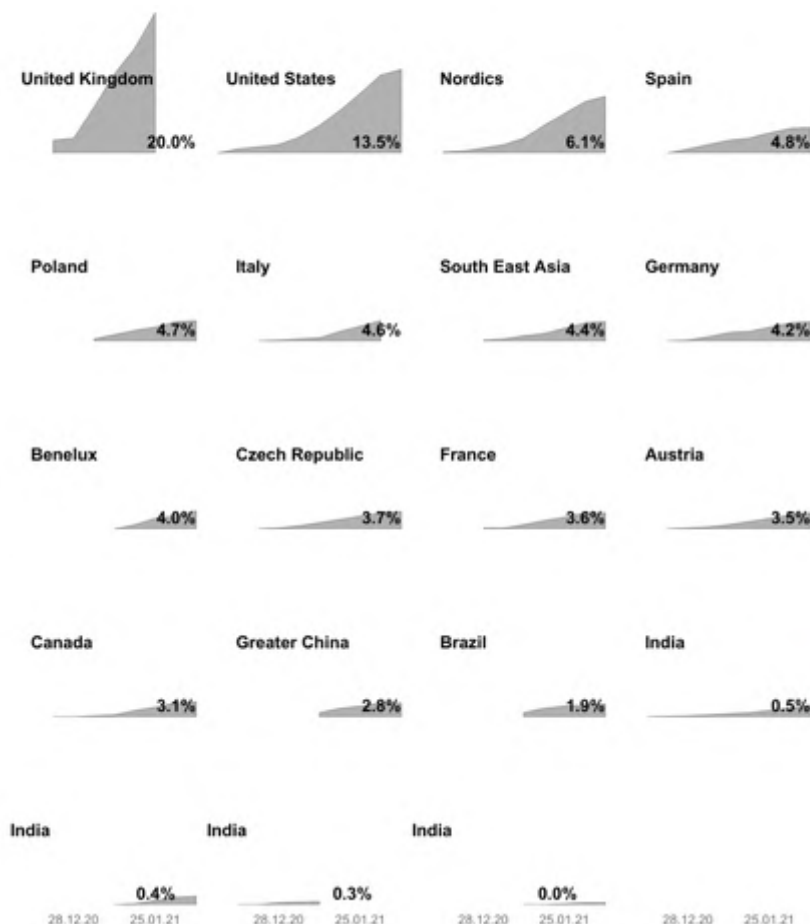 United Kingdom United States Nordics Spain
20.0% 13.5% 6.1% 4.8%
Poland Italy South East Asia Germany
4.7% 4.6% 4.4% 4.2%
Benelux Czech Republic France Austria
4.0% 3.7% 3.6% 3.5%
Canada Greater China Brazil India
3.1% 2.8% 1.9% 0.5%
India India India
0.4% 0.3% 0.0%
28.12.20 25.01.21 28.12.20 25.01.21 28.12.20 25.01.21 28.12.20 25.01.21